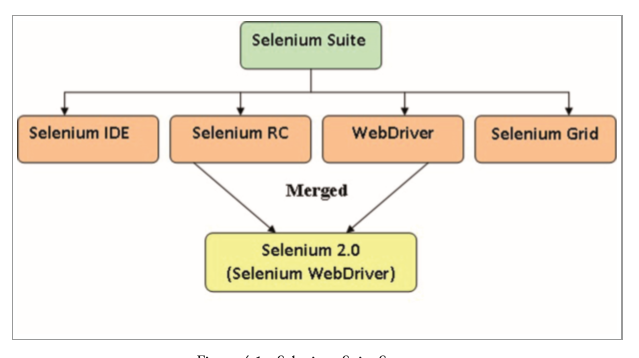 Selenium Suite
Selenium IDE
Selenium RC
WebDriver
Selenium Grid
Merged
Selenium 2.0
(Selenium WebDriver)